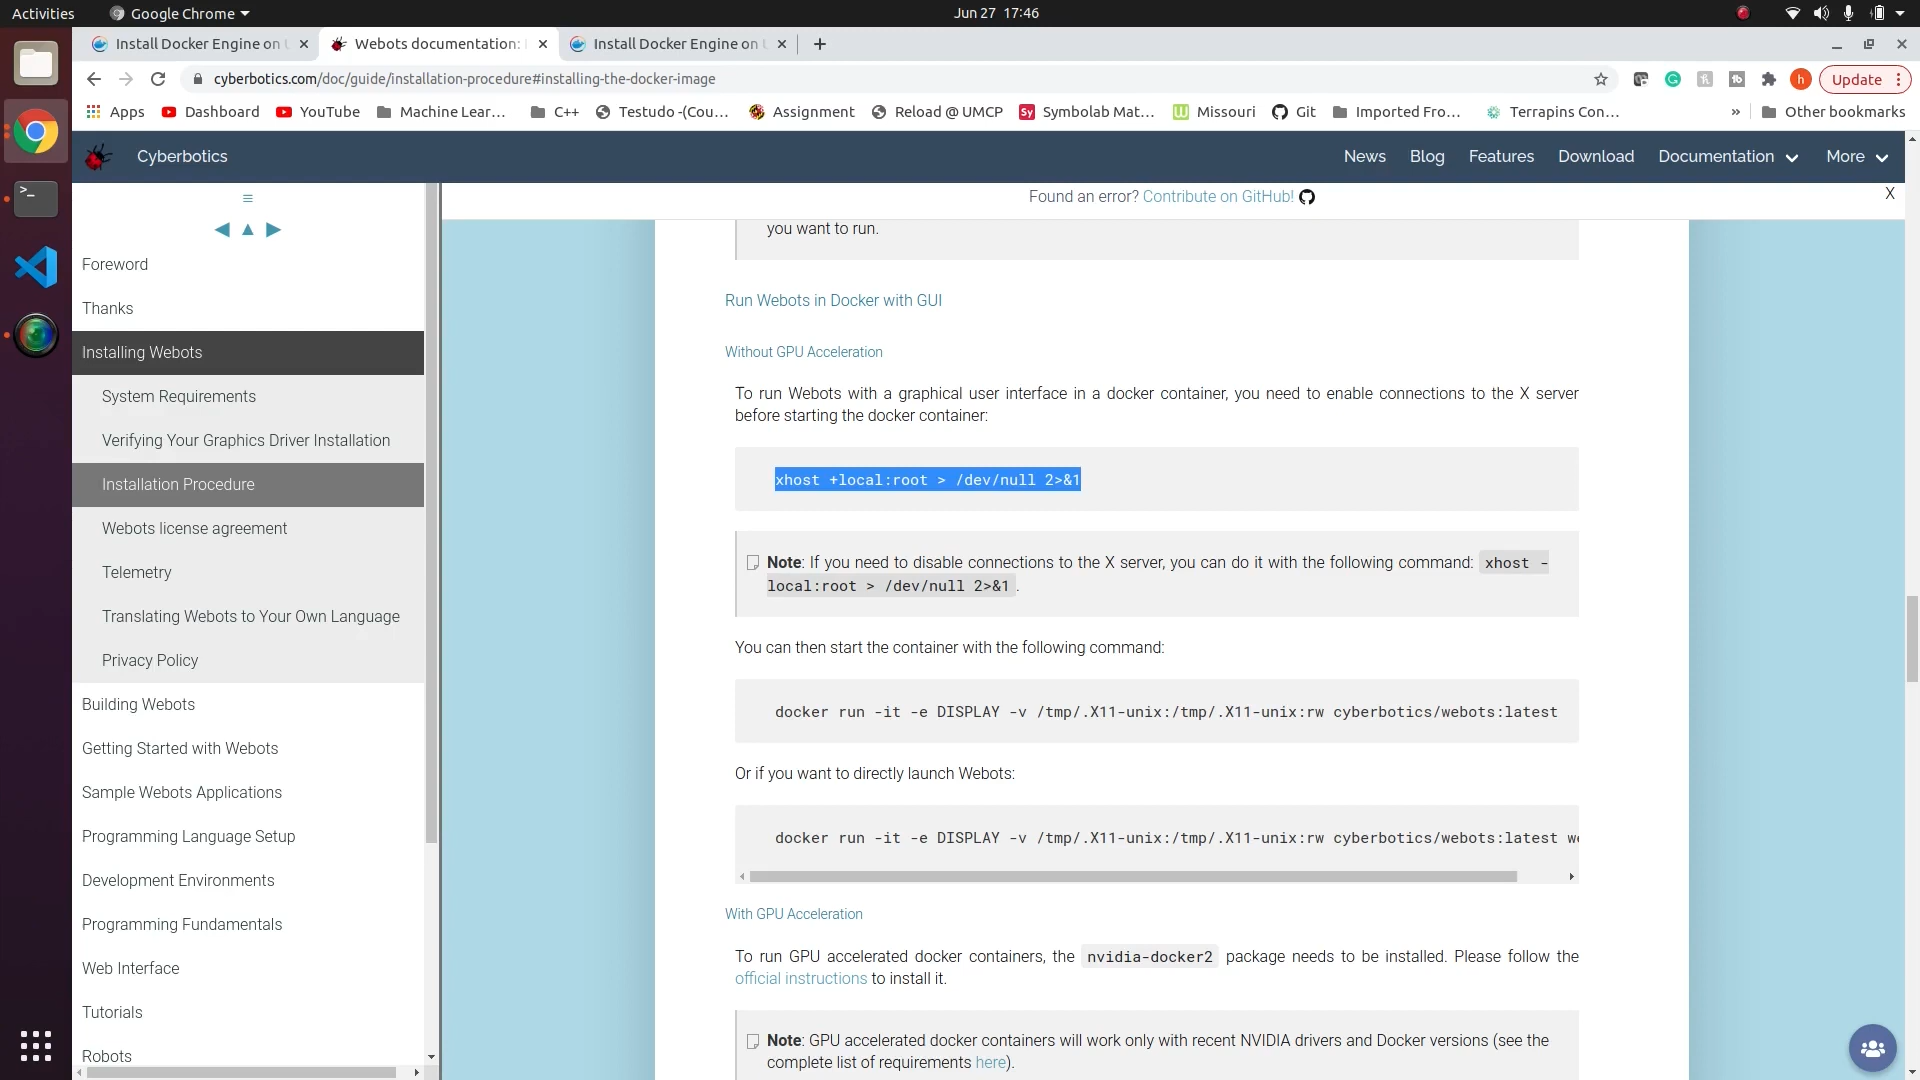 Activities
Google Chrome
Jun 27 17:46
Install Docker Engine on
Webots documentation:
Install Docker Engine on
cyberbotics.com/doc/guide/installation-procedure#installing-the-docker-image
h
Update
Apps
Dashboard
YouTube
Machine Lear...
C++
Testudo -(Cou...
Assignment
Reload @ UMCP
Sy
Symbolab Mat...
Missouri
Git
Imported Fro...
Terrapins Con...
»
Other bookmarks
Cyberbotics
News
Blog
Features
Download
Documentation
More
Found an error? Contribute on GitHub!
X
Foreword
Thanks
Installing Webots
System Requirements
Verifying Your Graphics Driver Installation
Installation Procedure
Webots license agreement
Telemetry
Translating Webots to Your Own Language
Privacy Policy
Building Webots
Getting Started with Webots
Sample Webots Applications
Programming Language Setup
Development Environments
Programming Fundamentals
Web Interface
Tutorials
Robots
you want to run.
Run Webots in Docker with GUI
Without GPU Acceleration
To run Webots with a graphical user interface in a docker container, you need to enable connections to the X server
before starting the docker container:
xhost +local:root > /dev/null 2>&1
Note: If you need to disable connections to the X server, you can do it with the following command: xhost -
local:root > /dev/null 2>&1 .
You can then start the container with the following command:
docker run -it -e DISPLAY -v /tmp/.X11-unix:/tmp/.X11-unix:rw cyberbotics/webots:latest
Or if you want to directly launch Webots:
docker run -it -e DISPLAY -v /tmp/.X11-unix:/tmp/.X11-unix:rw cyberbotics/webots:latest
With GPU Acceleration
To run GPU accelerated docker containers, the nvidia-docker2 package needs to be installed. Please follow the
official instructions to install it.
Note: GPU accelerated docker containers will work only with recent NVIDIA drivers and Docker versions (see the
complete list of requirements here).